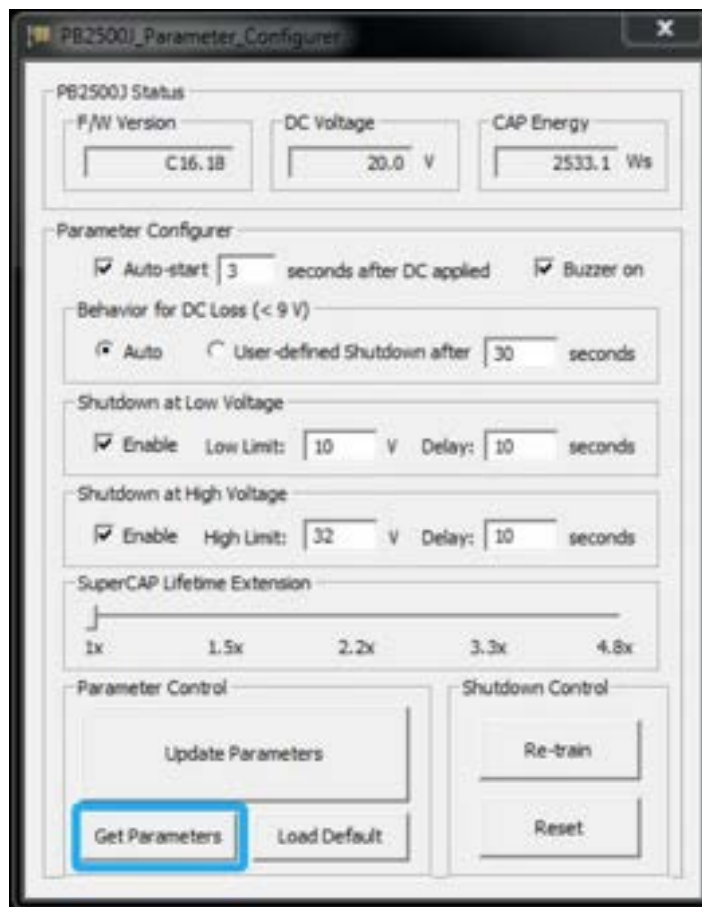 PB2500J_Parameter_Configurer
PB2500J Status
F/W Version DC Voltage CAP Energy
C16.18 20.0 V 2533.1 Ws
Parameter Configurer
Auto-start 3 seconds after DC applied Buzzer on
Behavior for DC Loss (< 9 V)
Auto User-defined Shutdown after 30 seconds
Shutdown at Low Voltage
Enable Low Limit: 10 V Delay: 10 seconds
Shutdown at High Voltage
Enable High Limit: 32 V Delay: 10 seconds
SuperCAP Lifetime Extension
1x 1.5x 2.2x 3.3x 4.8x
Parameter Control Shutdown Control
Update Parameters Re-train
Get Parameters Load Default Reset